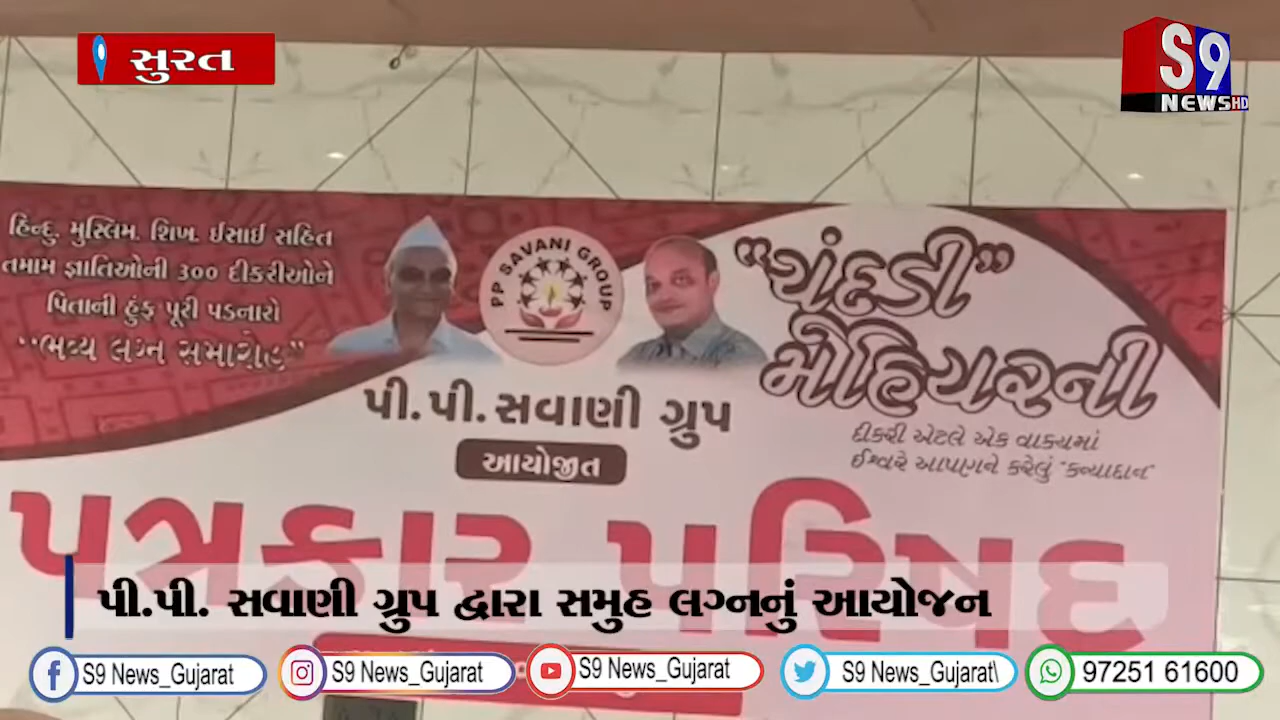 સુરત
S9
NEWS HD
હિન્દુ. મુસ્લિમ. શિખ. ઈસાઈ સહિત
તમામ જ્ઞાતિઓની ૩૦૦ દીકરીઓને
પિતાની હુંફ પૂરી પડનારો
"ભવ્ય લગ્ન સમારોહ"
PP SAVANI GROUP
"ચુંદડી"
મોહિયરની
પી.પી.સવાણી ગ્રુપ
દીકરી એટલે એક વાક્યમાં
ઈશ્વરે આપણને કરેલું "કન્યાદાન"
આયોજીત
પત્રકાર પરિષદ
પી.પી. સવાણી ગ્રુપ દ્વારા સમુહ લગ્નનું આયોજન
S9 News_Gujarat
S9 News_Gujarat
S9 News_Gujarat
S9 News_Gujarat\
97251 61600